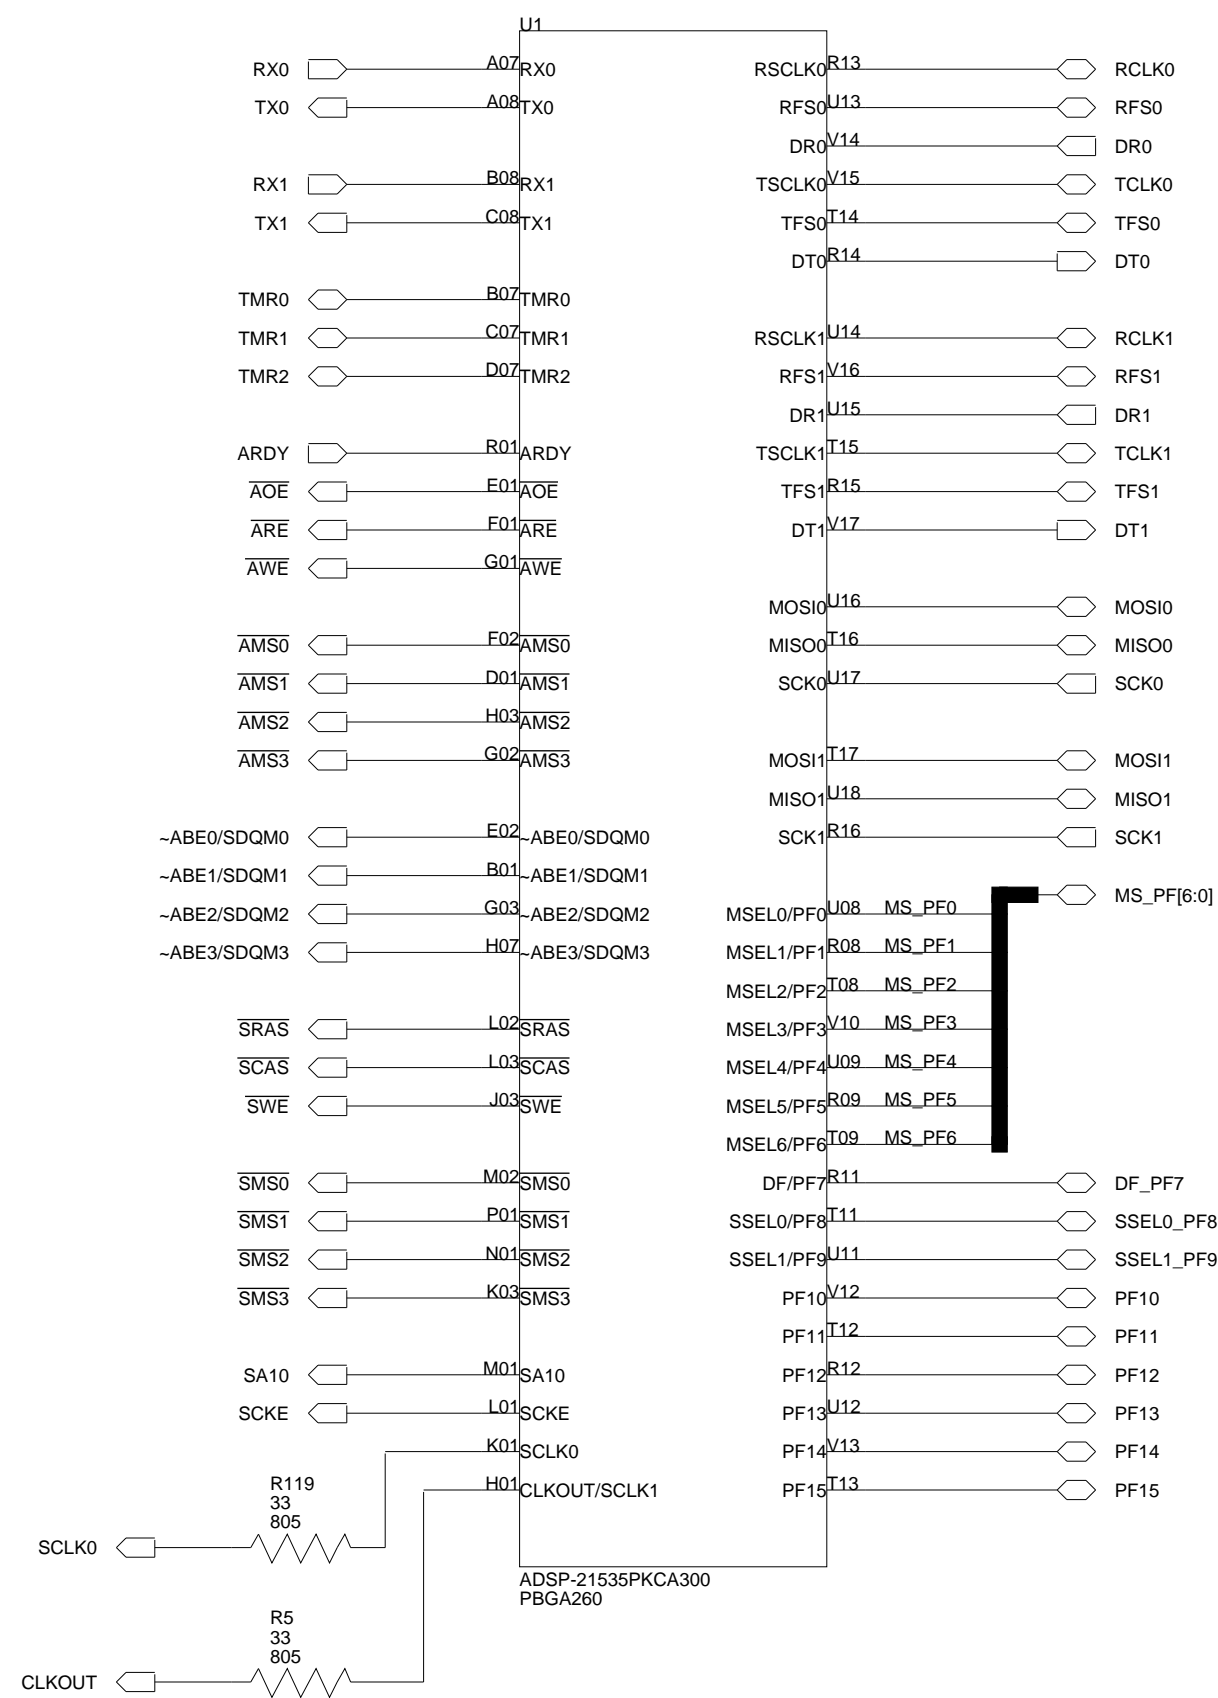 U1
RX0 A07 RX0 RSCLK0 R13 RCLK0
TX0 A08 TX0 RFS0 U13 RFS0
DR0 V14 DR0
RX1 B08 RX1 TSCLK0 V15 TCLK0
TX1 C08 TX1 TFS0 T14 TFS0
DT0 R14 DT0
TMR0 B07 TMR0
TMR1 C07 TMR1 RSCLK1 U14 RCLK1
TMR2 D07 TMR2 RFS1 V16 RFS1
DR1 U15 DR1
ARDY R01 ARDY TSCLK1 T15 TCLK1
AOE E01 AOE TFS1 R15 TFS1
ARE F01 ARE DT1 V17 DT1
AWE G01 AWE
MOSI0 U16 MOSI0
AMS0 F02 AMS0 MISO0 T16 MISO0
AMS1 D01 AMS1 SCK0 U17 SCK0
AMS2 H03 AMS2
AMS3 G02 AMS3 MOSI1 T17 MOSI1
MISO1 U18 MISO1
~ABE0/SDQM0 E02 ~ABE0/SDQM0 SCK1 R16 SCK1
~ABE1/SDQM1 B01 ~ABE1/SDQM1
MS_PF[6:0]
~ABE2/SDQM2 G03 ~ABE2/SDQM2 MSEL0/PF0 U08 MS_PF0
~ABE3/SDQM3 H07 ~ABE3/SDQM3 MSEL1/PF1 R08 MS_PF1
MSEL2/PF2 T08 MS_PF2
SRAS L02 SRAS MSEL3/PF3 V10 MS_PF3
SCAS L03 SCAS MSEL4/PF4 U09 MS_PF4
SWE J03 SWE MSEL5/PF5 R09 MS_PF5
MSEL6/PF6 T09 MS_PF6
SMS0 M02 SMS0 DF/PF7 R11 DF_PF7
SMS1 P01 SMS1 SSEL0/PF8 T11 SSEL0_PF8
SMS2 N01 SMS2 SSEL1/PF9 U11 SSEL1_PF9
SMS3 K03 SMS3 PF10 V12 PF10
PF11 T12 PF11
SA10 M01 SA10 PF12 R12 PF12
SCKE L01 SCKE PF13 U12 PF13
K01 SCLK0 PF14 V13 PF14
H01 CLKOUT/SCLK1 PF15 T13 PF15
R119
33
805
SCLK0
ADSP-21535PKCA300
PBGA260
R5
33
805
CLKOUT